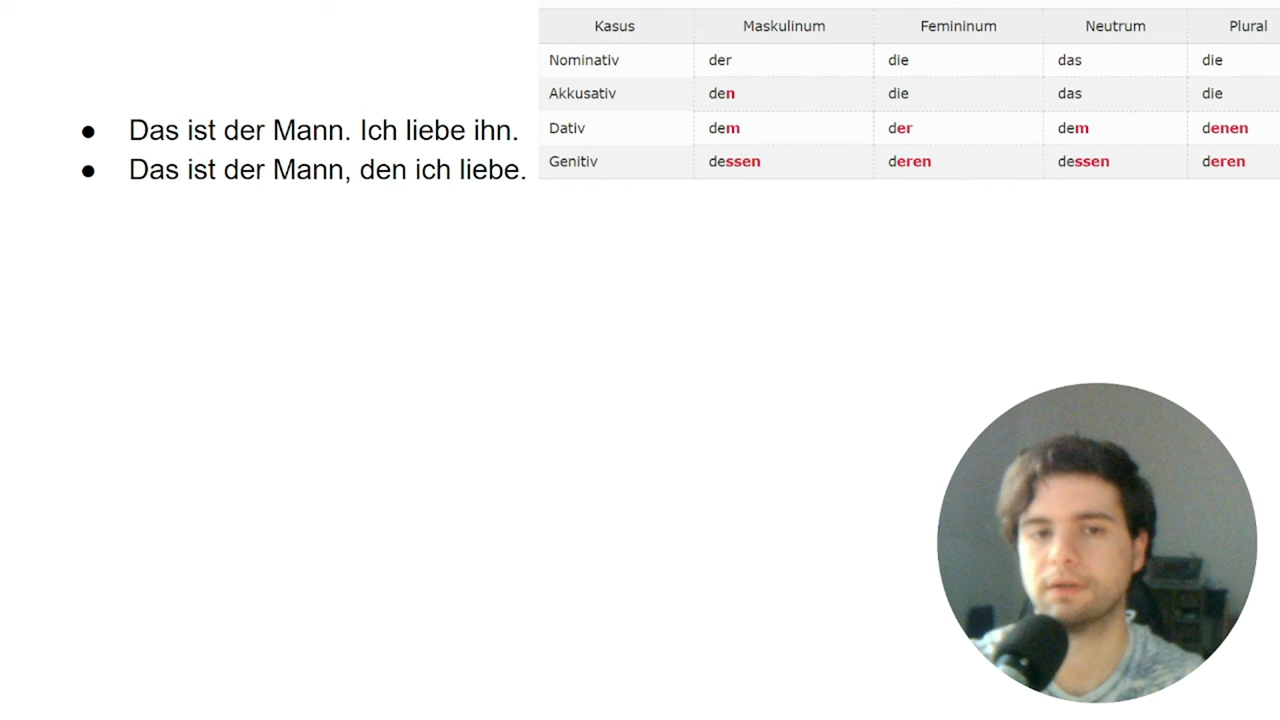 Kasus Maskulinum Femininum Neutrum Plural
Nominativ der die das die
Akkusativ den die das die
Dativ dem der dem denen
Genitiv dessen deren dessen deren
● Das ist der Mann. Ich liebe ihn.
● Das ist der Mann, den ich liebe.